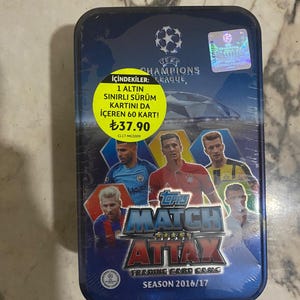 UEFA
CHAMPIONS
LEAGUE
İÇİNDEKİLER:
1 ALTIN
SINIRLI SÜRÜM
KARTINI DA
İÇEREN 60 KART!
₺37.90
Topps
MATCH
ATTAX
TRADING CARD GAME
SEASON 2016/17